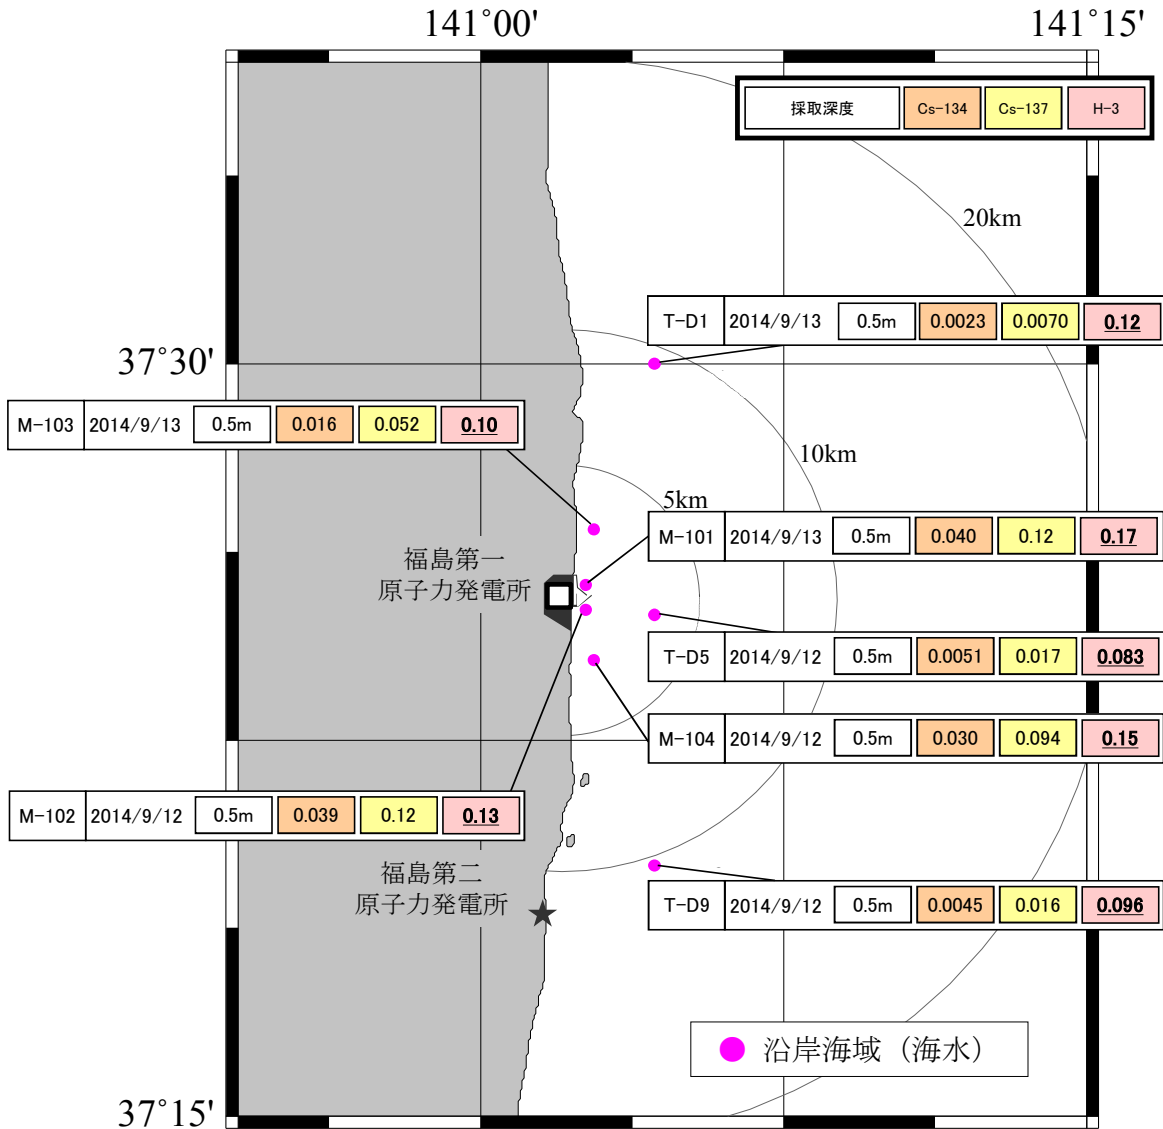 141°00'
141°15'
採取深度 Cs-134 Cs-137 H-3
20km
T-D1 2014/9/13 0.5m 0.0023 0.0070 0.12
37°30'
M-103 2014/9/13 0.5m 0.016 0.052 0.10
10km
5km
M-101 2014/9/13 0.5m 0.040 0.12 0.17
福島第一
原子力発電所
T-D5 2014/9/12 0.5m 0.0051 0.017 0.083
M-104 2014/9/12 0.5m 0.030 0.094 0.15
M-102 2014/9/12 0.5m 0.039 0.12 0.13
福島第二
原子力発電所
T-D9 2014/9/12 0.5m 0.0045 0.016 0.096
沿岸海域（海水）
37°15'